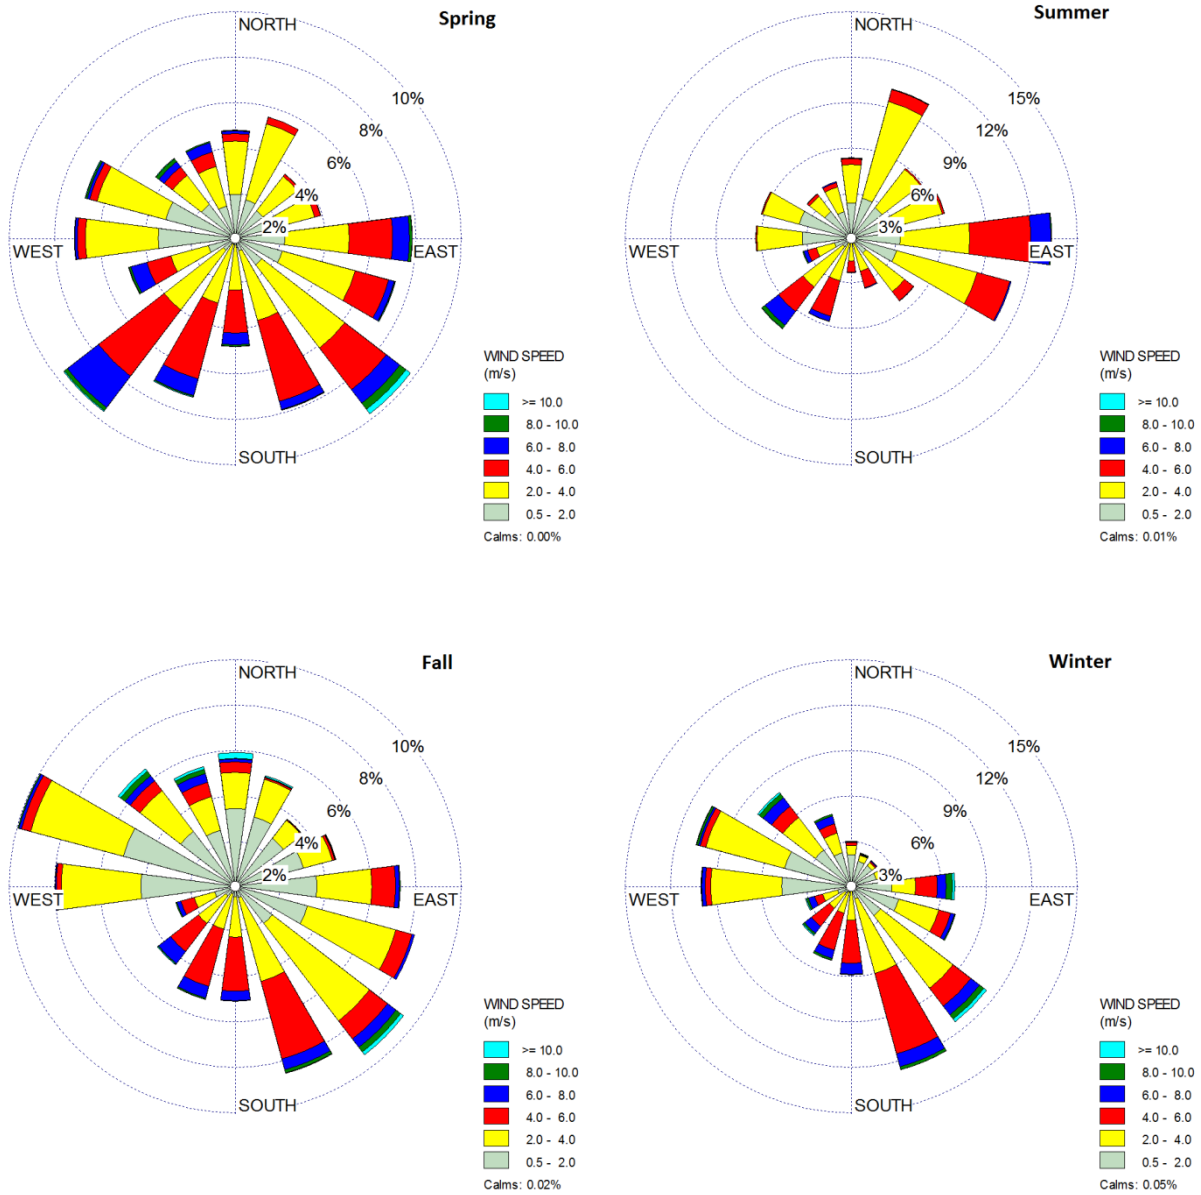 Spring
NORTH
10%
8%
6%
4%
2%
WEST
EAST
SOUTH
WIND SPEED
(m/s)
>= 10.0
8.0 - 10.0
6.0 - 8.0
4.0 - 6.0
2.0 - 4.0
0.5 - 2.0
Calms: 0.00%
Summer
NORTH
15%
12%
9%
6%
3%
WEST
EAST
SOUTH
WIND SPEED
(m/s)
>= 10.0
8.0 - 10.0
6.0 - 8.0
4.0 - 6.0
2.0 - 4.0
0.5 - 2.0
Calms: 0.01%
Fall
NORTH
10%
8%
6%
4%
2%
WEST
EAST
SOUTH
WIND SPEED
(m/s)
>= 10.0
8.0 - 10.0
6.0 - 8.0
4.0 - 6.0
2.0 - 4.0
0.5 - 2.0
Calms: 0.02%
Winter
NORTH
15%
12%
9%
6%
3%
WEST
EAST
SOUTH
WIND SPEED
(m/s)
>= 10.0
8.0 - 10.0
6.0 - 8.0
4.0 - 6.0
2.0 - 4.0
0.5 - 2.0
Calms: 0.05%